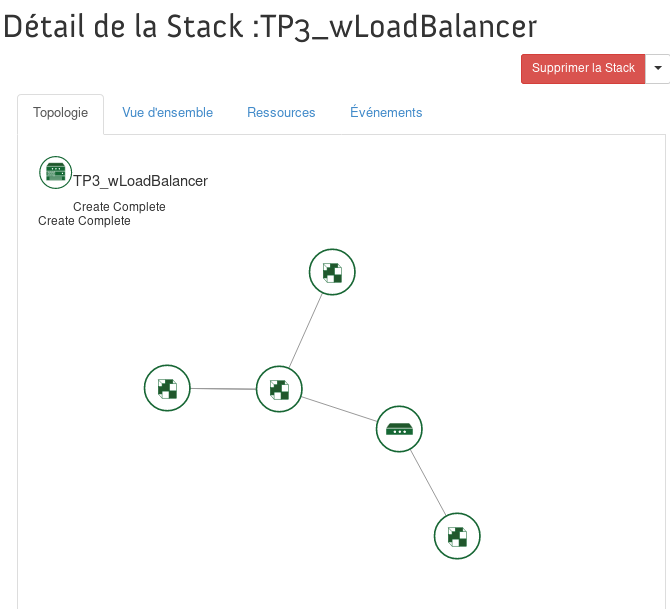 Détail de la Stack :TP3_wLoadBalancer
Supprimer la Stack
Topologie Vue d'ensemble Ressources Événements
TP3_wLoadBalancer
Create Complete
Create Complete